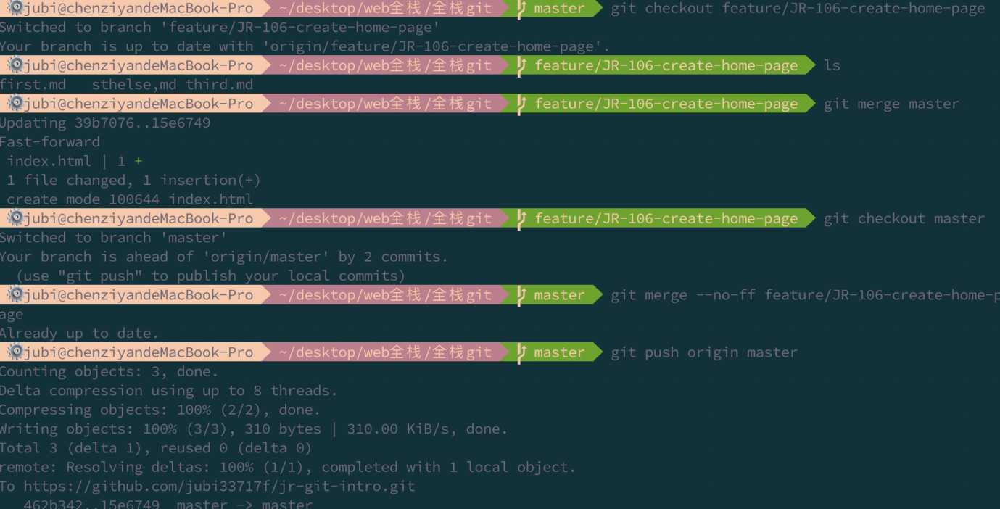 jubi@chenziyandeMacBook-Pro ~/desktop/web全栈/全栈git master git checkout feature/JR-106-create-home-page
Switched to branch 'feature/JR-106-create-home-page'
Your branch is up to date with 'origin/feature/JR-106-create-home-page'.
jubi@chenziyandeMacBook-Pro ~/desktop/web全栈/全栈git feature/JR-106-create-home-page ls
first.md sthelse,md third.md
jubi@chenziyandeMacBook-Pro ~/desktop/web全栈/全栈git feature/JR-106-create-home-page git merge master
Updating 39b7076..15e6749
Fast-forward
index.html | 1 +
1 file changed, 1 insertion(+)
create mode 100644 index.html
jubi@chenziyandeMacBook-Pro ~/desktop/web全栈/全栈git feature/JR-106-create-home-page git checkout master
Switched to branch 'master'
Your branch is ahead of 'origin/master' by 2 commits.
(use "git push" to publish your local commits)
jubi@chenziyandeMacBook-Pro ~/desktop/web全栈/全栈git master git merge --no-ff feature/JR-106-create-home-p
age
Already up to date.
jubi@chenziyandeMacBook-Pro ~/desktop/web全栈/全栈git master git push origin master
Counting objects: 3, done.
Delta compression using up to 8 threads.
Compressing objects: 100% (2/2), done.
Writing objects: 100% (3/3), 310 bytes | 310.00 KiB/s, done.
Total 3 (delta 1), reused 0 (delta 0)
remote: Resolving deltas: 100% (1/1), completed with 1 local object.
To https://github.com/jubi33717f/jr-git-intro.git
462b342..15e6749 master -> master